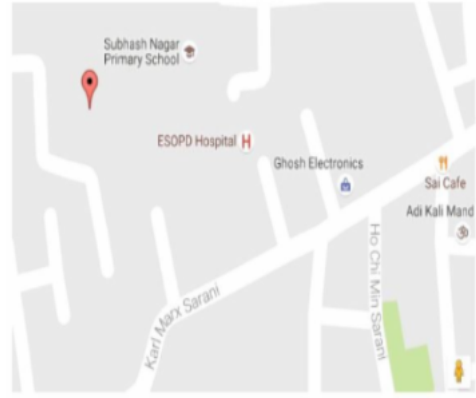 Subhash Nagar
Primary School
ESOPD Hospital
H
Ghosh Electronics
Sai Cafe
Adi Kali Mand
Karl Marx Sarani
Ho Chi Min Sarani